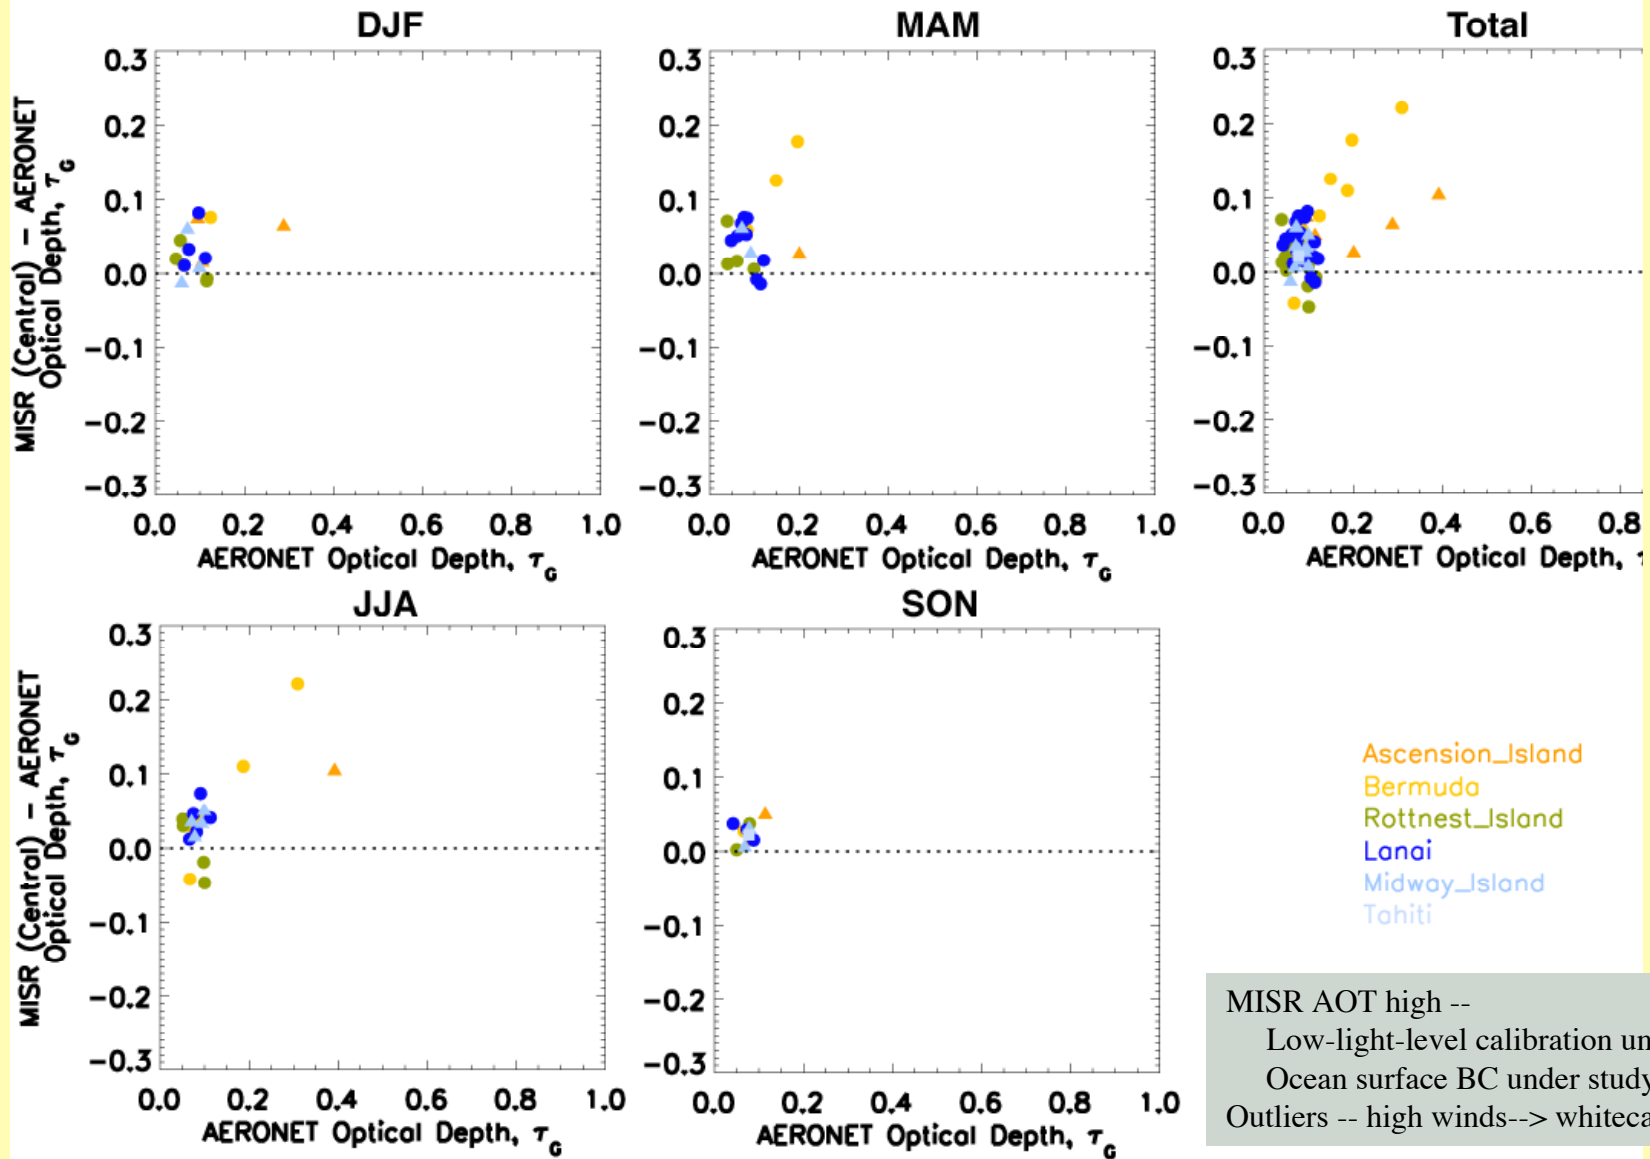 DJF
0.3
0.2
0.1
0.0
−0.1
−0.2
−0.3
0.0 0.2 0.4 0.6 0.8 1.0
MISR (Central) − AERONET
Optical Depth, τG
AERONET Optical Depth, τG
MAM
0.3
0.2
0.1
0.0
−0.1
−0.2
−0.3
0.0 0.2 0.4 0.6 0.8 1.0
AERONET Optical Depth, τG
Total
0.3
0.2
0.1
0.0
−0.1
−0.2
−0.3
0.0 0.2 0.4 0.6 0.8
AERONET Optical Depth,
JJA
0.3
0.2
0.1
0.0
−0.1
−0.2
−0.3
0.0 0.2 0.4 0.6 0.8 1.0
MISR (Central) − AERONET
Optical Depth, τG
AERONET Optical Depth, τG
SON
0.3
0.2
0.1
0.0
−0.1
−0.2
−0.3
0.0 0.2 0.4 0.6 0.8 1.0
AERONET Optical Depth, τG
Ascension_Island
Bermuda
Rottnest_Island
Lanai
Midway_Island
Tahiti
MISR AOT high --
Low-light-level calibration un
Ocean surface BC under study
Outliers -- high winds--> whiteca